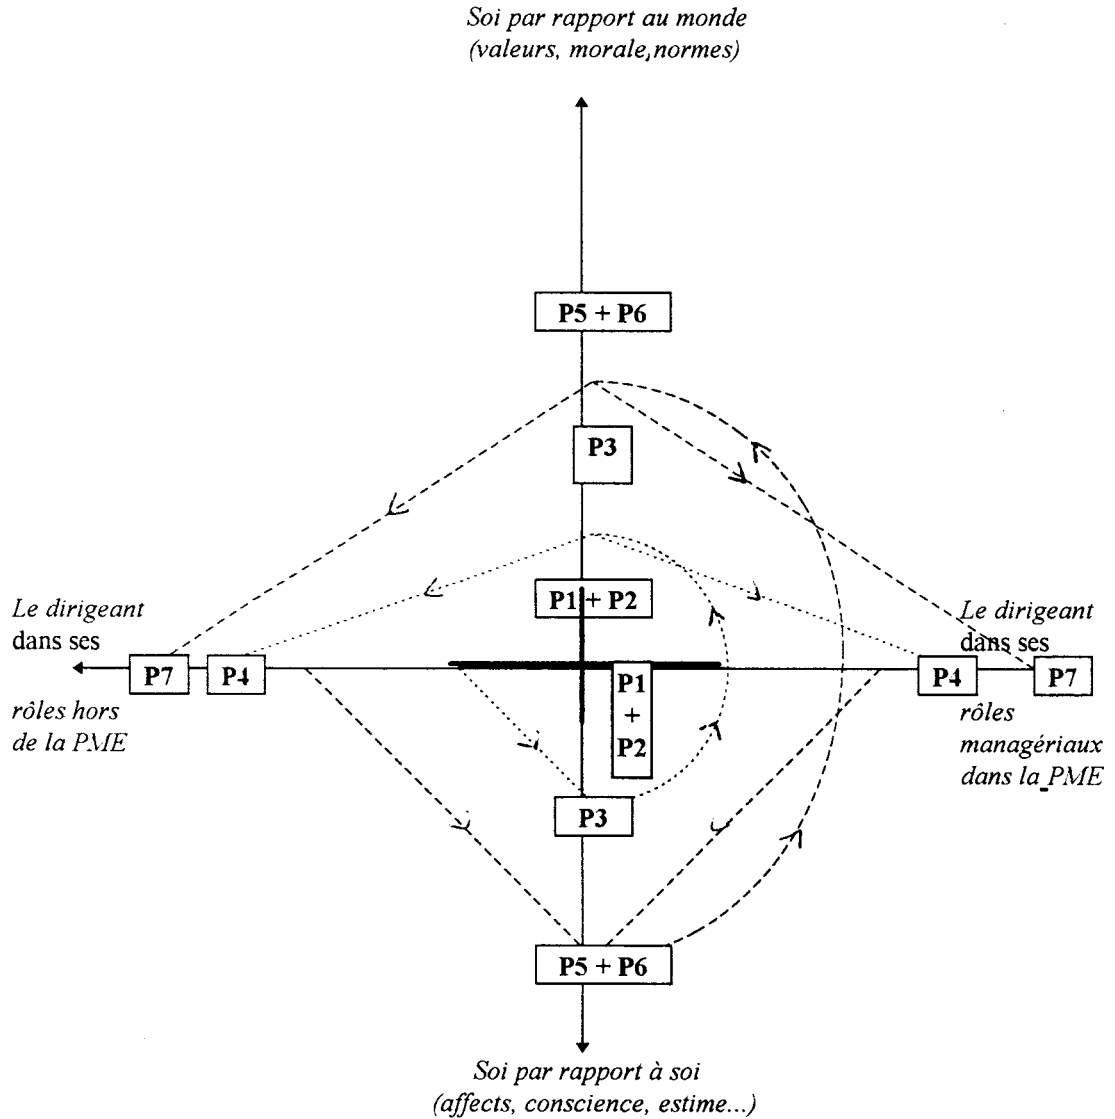 Soi par rapport au monde
(valeurs, morale,normes)
P5 + P6
P3
P1 + P2
Le dirigeant
dans ses
Le dirigeant
dans ses
P7
P4
P1
+
P2
P4
P7
rôles hors
de la PME
rôles
managériaux
dans la PME
P3
P5 + P6
Soi par rapport à soi
(affects, conscience, estime...)